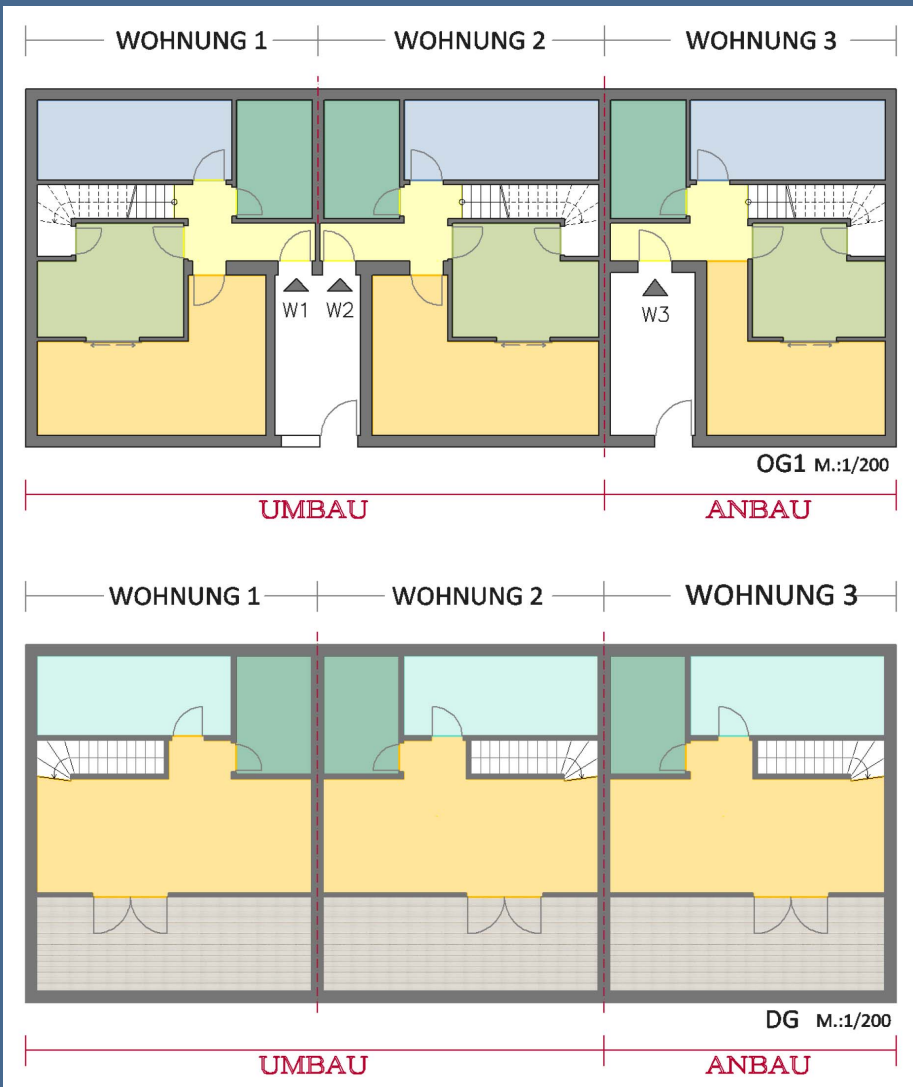 WOHNUNG 1 WOHNUNG 2 WOHNUNG 3
W1 W2 W3
OG1 M.:1/200
UMBAU ANBAU
WOHNUNG 1 WOHNUNG 2 WOHNUNG 3
DG M.:1/200
UMBAU ANBAU